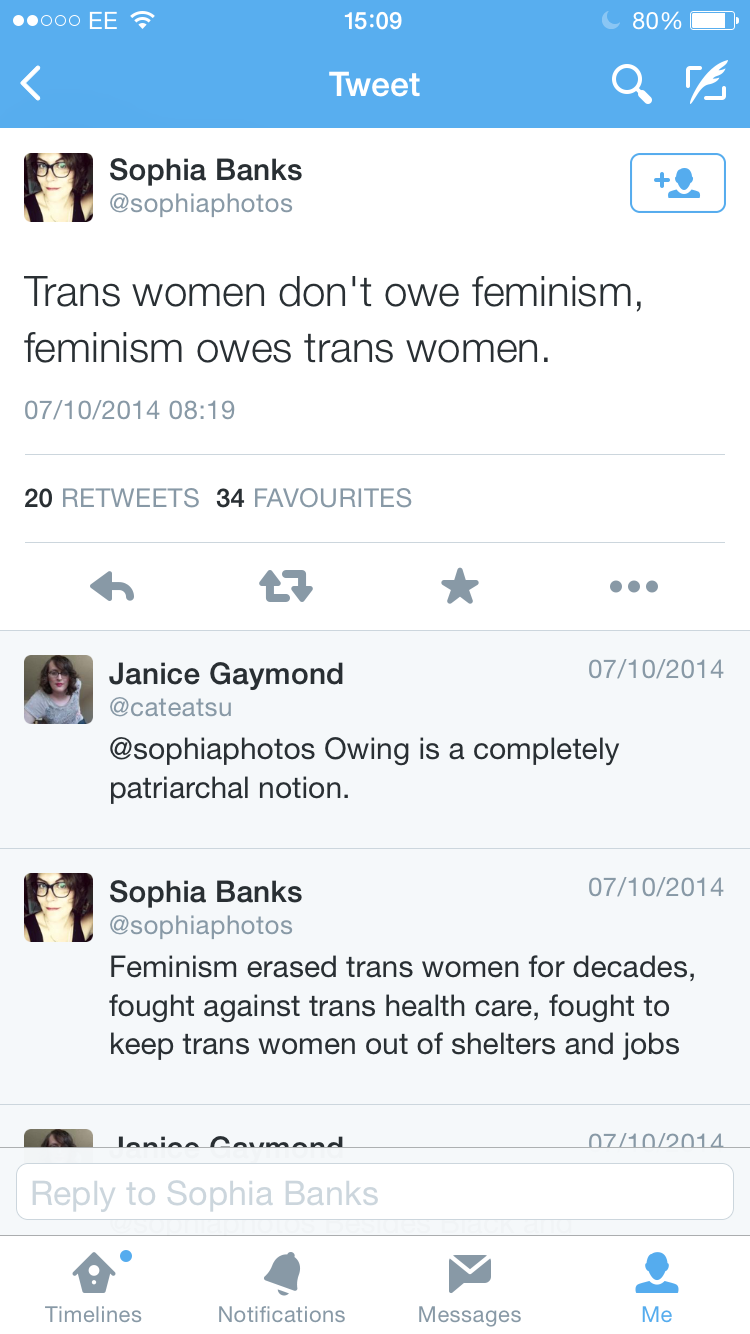 EE 15:09 80%
Tweet
Sophia Banks
@sophiaphotos
Trans women don't owe feminism,
feminism owes trans women.
07/10/2014 08:19
20 RETWEETS 34 FAVOURITES
Janice Gaymond 07/10/2014
@cateatsu
@sophiaphotos Owing is a completely
patriarchal notion.
Sophia Banks 07/10/2014
@sophiaphotos
Feminism erased trans women for decades,
fought against trans health care, fought to
keep trans women out of shelters and jobs
Janice Gaymond 07/10/2014
Reply to Sophia Banks
@sophiaphotos Besides Black and
Timelines Notifications Messages Me